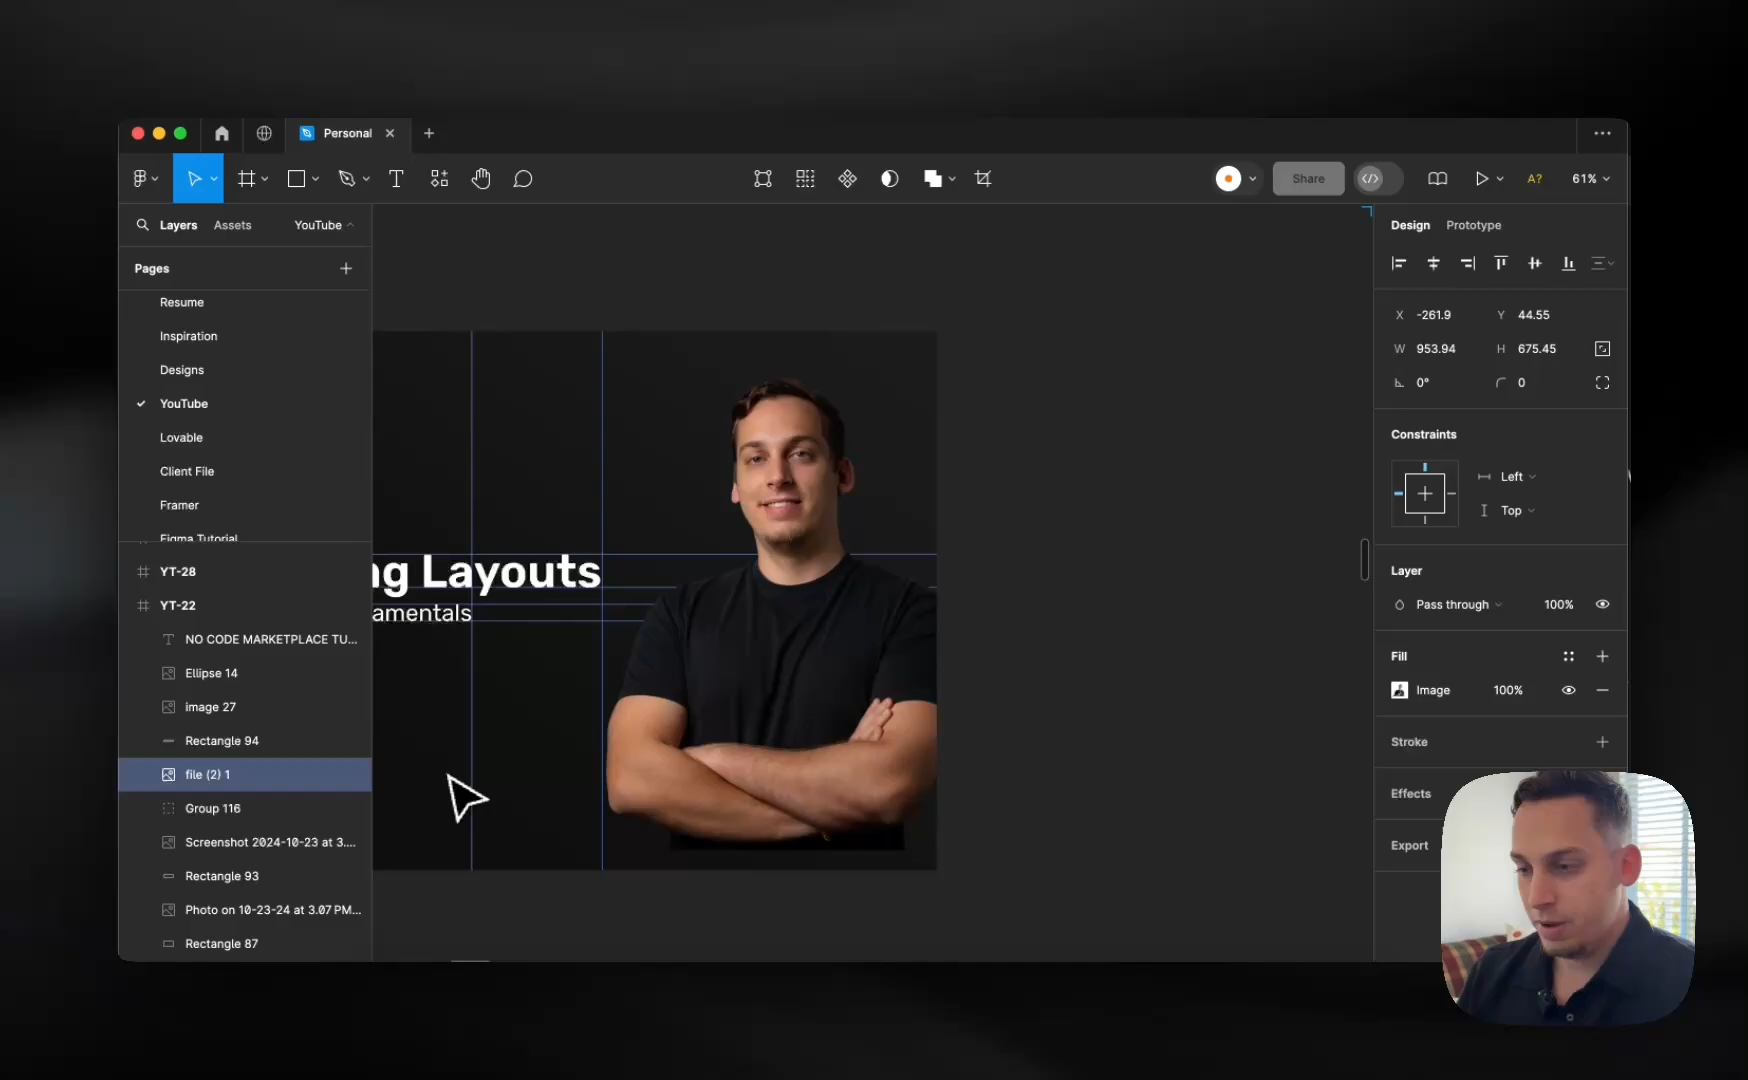 Personal
Share
A?
61%
Layers
Assets
YouTube
Pages
Resume
Inspiration
Designs
YouTube
Lovable
Client File
Framer
Figma Tutorial
YT-28
YT-22
NO CODE MARKETPLACE TU...
Ellipse 14
image 27
Rectangle 94
file (2) 1
Group 116
Screenshot 2024-10-23 at 3....
Rectangle 93
Photo on 10-23-24 at 3.07 PM...
Rectangle 87
ng Layouts
amentals
Design
Prototype
X -261.9 Y 44.55
W 953.94 H 675.45
0° 0
Constraints
Left
Top
Layer
Pass through 100%
Fill
Image 100%
Stroke
Effects
Export